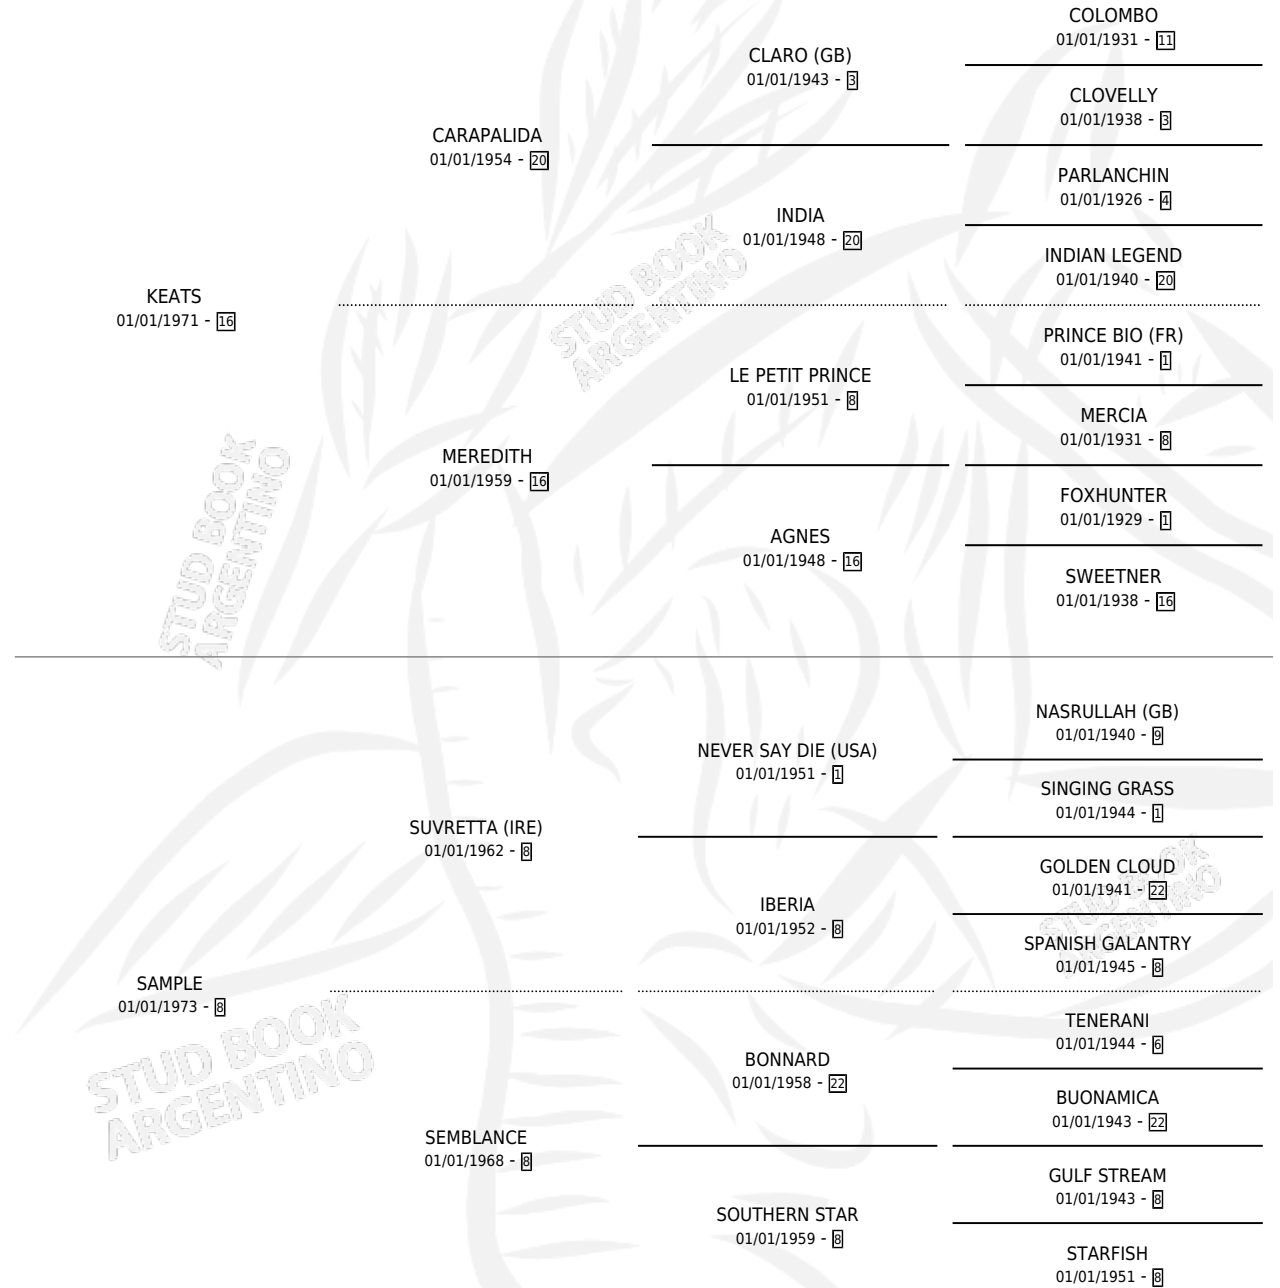 COLOMBO
01/01/1931 - 11
CLARO (GB)
01/01/1943 - 3
CLOVELLY
01/01/1938 - 3
CARAPALIDA
01/01/1954 - 20
PARLANCHIN
01/01/1926 - 4
INDIA
01/01/1948 - 20
INDIAN LEGEND
01/01/1940 - 20
KEATS
01/01/1971 - 16
PRINCE BIO (FR)
01/01/1941 - 1
LE PETIT PRINCE
01/01/1951 - 8
MERCIA
01/01/1931 - 8
MEREDITH
01/01/1959 - 16
FOXHUNTER
01/01/1929 - 1
AGNES
01/01/1948 - 16
SWEETNER
01/01/1938 - 16
NASRULLAH (GB)
01/01/1940 - 9
NEVER SAY DIE (USA)
01/01/1951 - 1
SINGING GRASS
01/01/1944 - 1
SUVRETTA (IRE)
01/01/1962 - 8
GOLDEN CLOUD
01/01/1941 - 22
IBERIA
01/01/1952 - 8
SPANISH GALANTRY
01/01/1945 - 8
SAMPLE
01/01/1973 - 8
TENERANI
01/01/1944 - 6
BONNARD
01/01/1958 - 22
BUONAMICA
01/01/1943 - 22
SEMBLANCE
01/01/1968 - 8
GULF STREAM
01/01/1943 - 8
SOUTHERN STAR
01/01/1959 - 8
STARFISH
01/01/1951 - 8
STUD BOOK
ARGENTINO
STUD BOOK
ARGENTINO
STUD BOOK
ARGENTINO
STUD BOOK
ARGENTINO